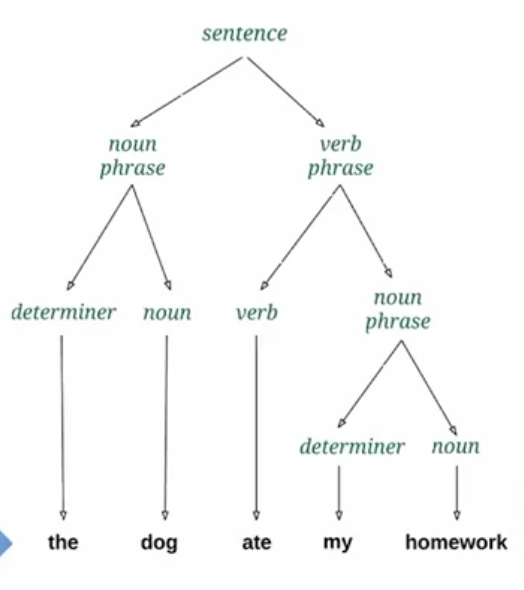 sentence
noun
phrase
verb
phrase
determiner noun verb noun
phrase
determiner noun
the dog ate my homework